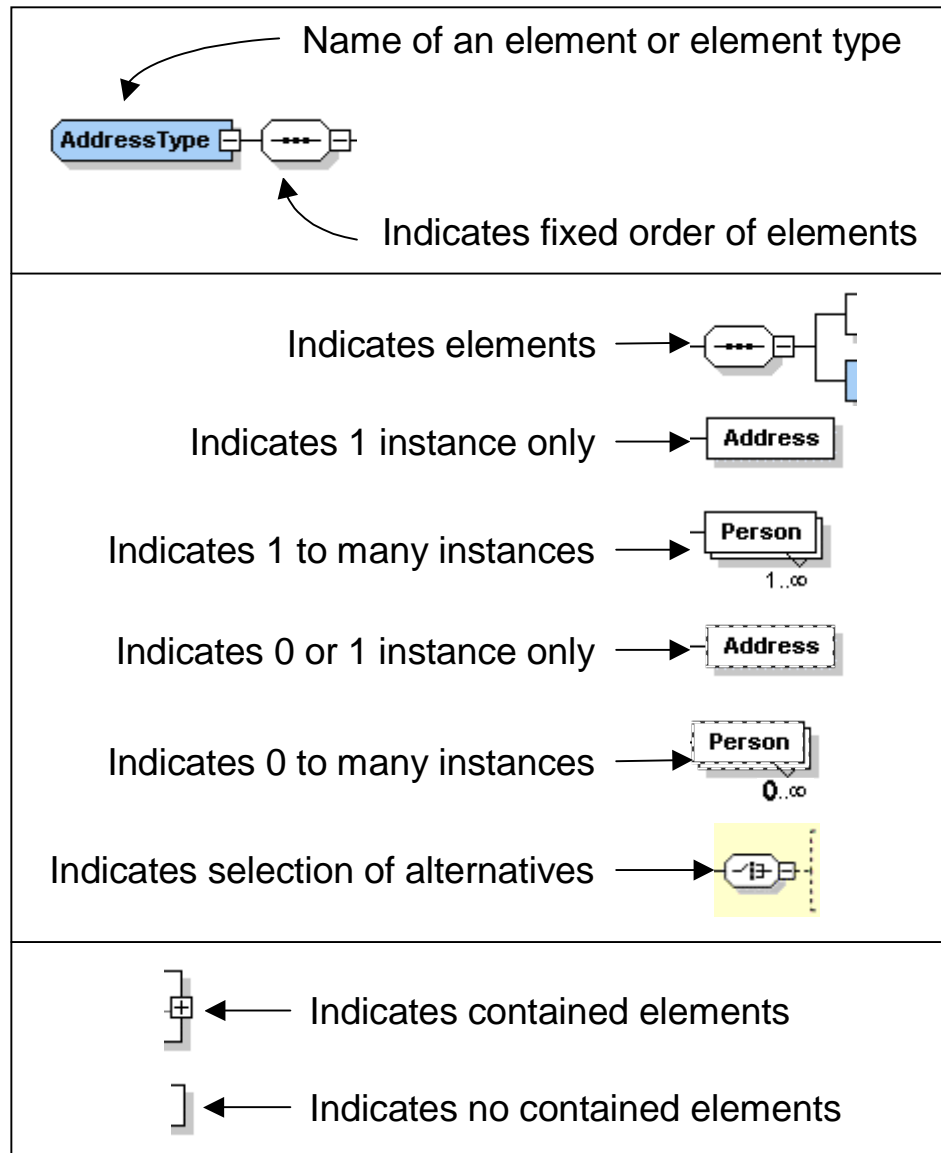 Name of an element or element type
AddressType
Indicates fixed order of elements
Indicates elements
Indicates 1 instance only
Address
Indicates 1 to many instances
Person
1..∞
Indicates 0 or 1 instance only
Address
Indicates 0 to many instances
Person
0..∞
Indicates selection of alternatives
Indicates contained elements
Indicates no contained elements